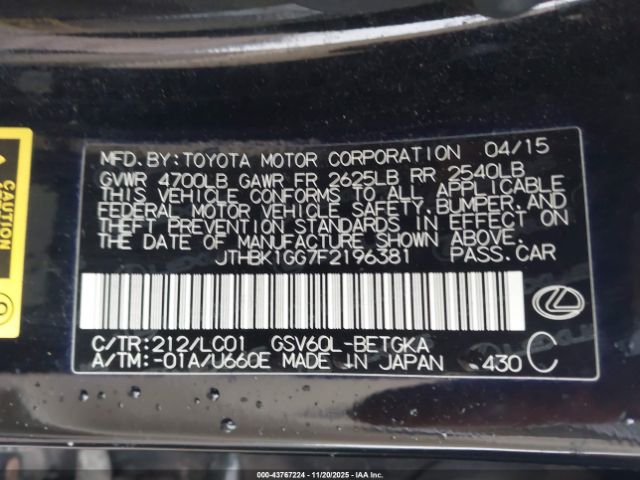 MFD.BY:TOYOTA MOTOR CORPORATION 04/15
GVWR 4700LB GAWR FR 2625LB RR 2540LB
THIS VEHICLE CONFORMS TO ALL APPLICABLE
FEDERAL MOTOR VEHICLE SAFETY,BUMPER,AND
THEFT PREVENTION STANDARDS IN EFFECT ON
THE DATE OF MANUFACTURE SHOWN ABOVE.
JTHBK1GG7F2196381 PASS.CAR
C/TR:212/LC01 GSV60L-BETGKA
A/TM:-01A/U660E MADE IN JAPAN 430 C
CAUTION
000-43767224 - 11/20/2025 - IAA Corp.